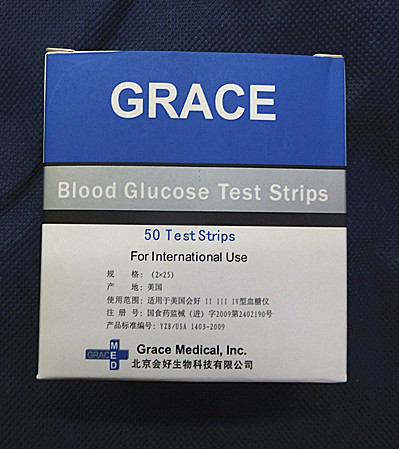 GRACE
Blood Glucose Test Strips
50 Test Strips
For International Use
规 格: (2×25)
产 地: 美国
使用范围: 适用于美国会好 II III IV型血糖仪
注 册 号: 国食药监械(进)字2009第2402190号
产品标准编号: YZB/USA 1403-2009
GRACE MED
Grace Medical, Inc.
北京会好生物科技有限公司